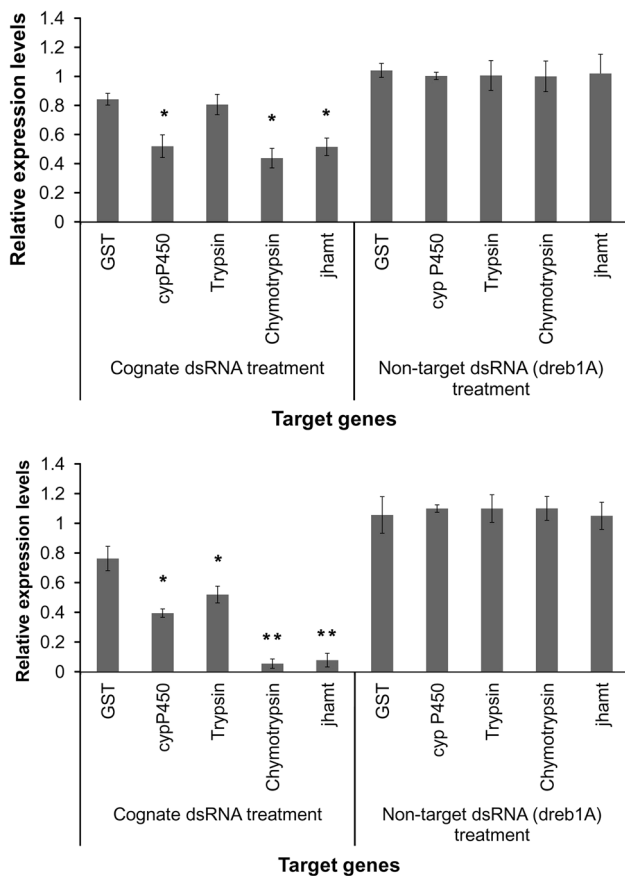 Relative expression levels
1.4
1.2
1
0.8
0.6
0.4
0.2
0
*
*
*
GST
cypP450
Trypsin
Chymotrypsin
jhamt
GST
cyp P450
Trypsin
Chymotrypsin
jhamt
Cognate dsRNA treatment
Non-target dsRNA (dreb1A)
treatment
Target genes
Relative expression levels
1.4
1.2
1
0.8
0.6
0.4
0.2
0
*
*
**
**
GST
cypP450
Trypsin
Chymotrypsin
jhamt
GST
cyp P450
Trypsin
Chymotrypsin
jhamt
Cognate dsRNA treatment
Non-target dsRNA (dreb1A)
treatment
Target genes